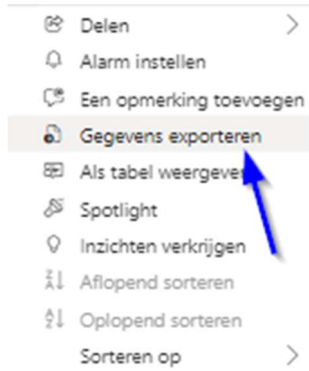 Delen
Alarm instellen
Een opmerking toevoegen
Gegevens exporteren
Als tabel weergeven
Spotlight
Inzichten verkrijgen
Aflopend sorteren
Oplopend sorteren
Sorteren op